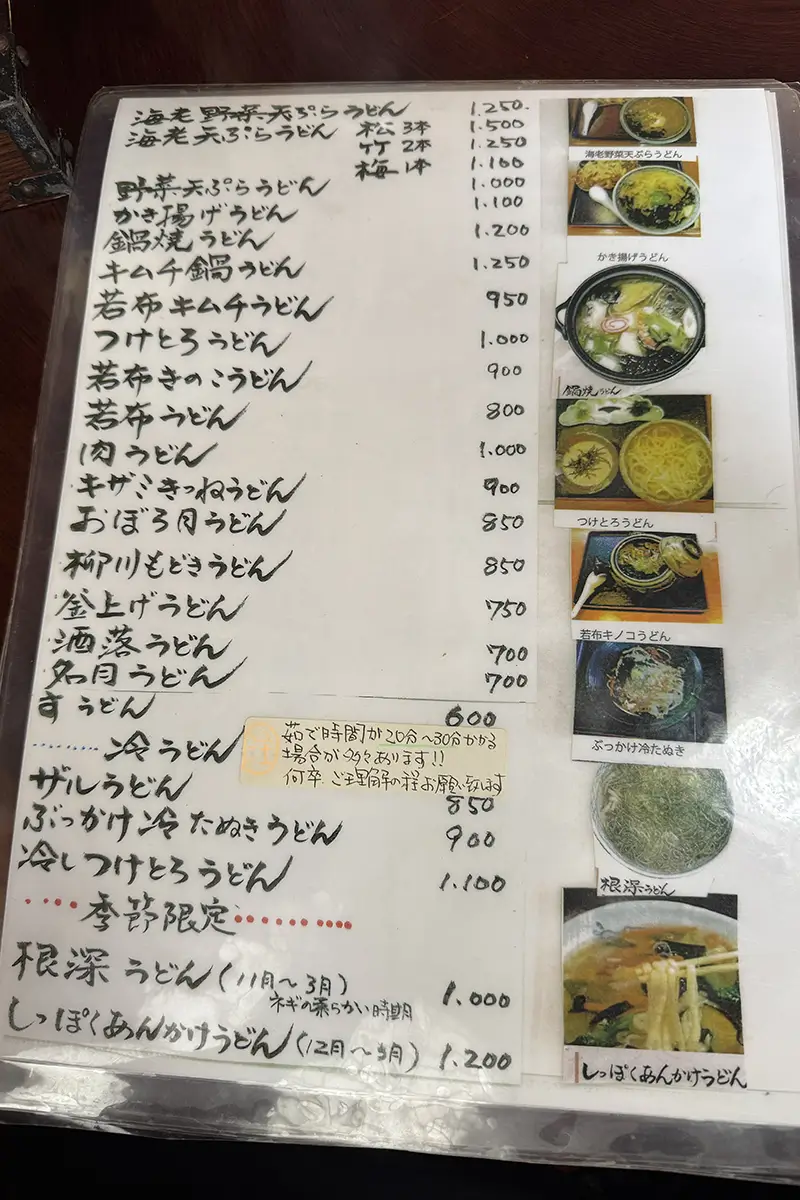 海老野菜天ぷらうどん 1.250.
海老天ぷらうどん 松 3本 1.500
竹 2本 1.250
梅 1本 1.100
野菜天ぷらうどん 1.000
かき揚げうどん 1.100
鍋焼うどん 1.200
キムチ鍋うどん 1.250
若布キムチうどん 950
つけとろうどん 1.000
若布きのこうどん 900
若布うどん 800
肉うどん 1.000
キザミきつねうどん 900
おぼろ月うどん 850
柳川もどきうどん 850
釜上げうどん 750
洒落うどん 700
名月うどん 700
すうどん 600
冷うどん
茹で時間が20分〜30分かかる
場合が多々あります!!
何卒、ご理解の程お願い致します
ザルうどん 850
ぶっかけ冷たぬきうどん 900
冷しつけとろうどん 1.100
季節限定
根深うどん(11月〜3月) 1.000
ネギの柔らかい時期
しっぽくあんかけうどん(12月〜3月) 1.200
海老野菜天ぷらうどん
かき揚げうどん
鍋焼うどん
つけとろうどん
若布キノコうどん
ぶっかけ冷たぬき
根深うどん
しっぽくあんかけうどん